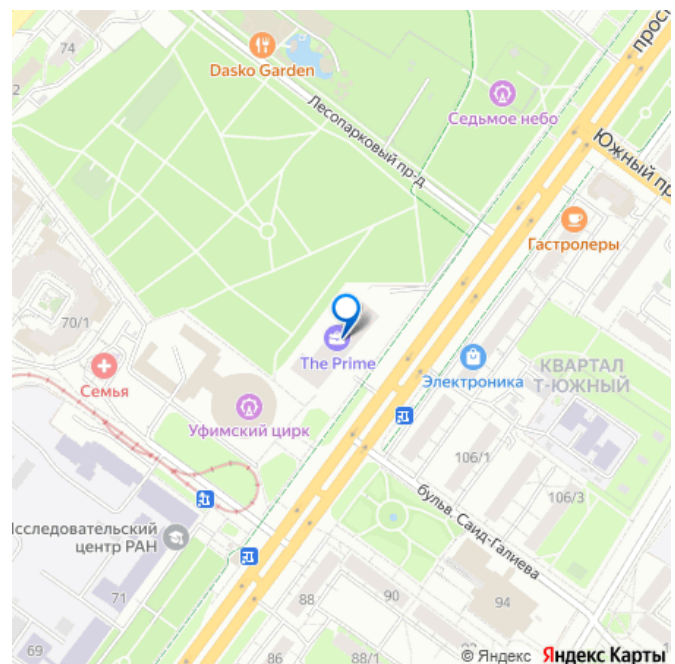 74
2
Dasko Garden
прос
Лесопарковый пр-д
Седьмое небо
Южный пр
Гастролеры
70/1
The Prime
Электроника
КВАРТАЛ
Т-ЮЖНЫЙ
Семья
Уфимский цирк
106/1
106/3
бульв. Саид-Галиева
Исследовательский
центр РАН
71
88
90
94
69
86
88/1
© Яндекс Яндекс Карты